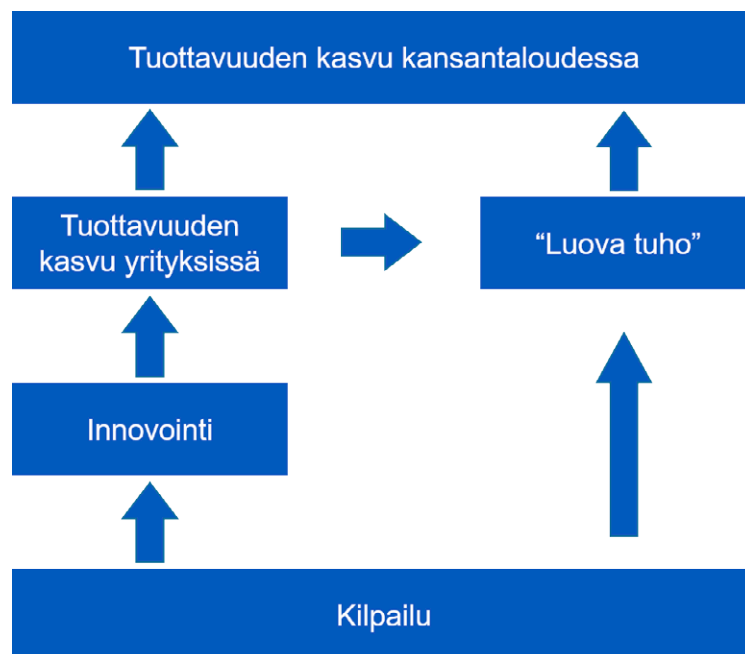 Tuottavuuden kasvu kansantaloudessa
Tuottavuuden
kasvu yrityksissä
“Luova tuho”
Innovointi
Kilpailu